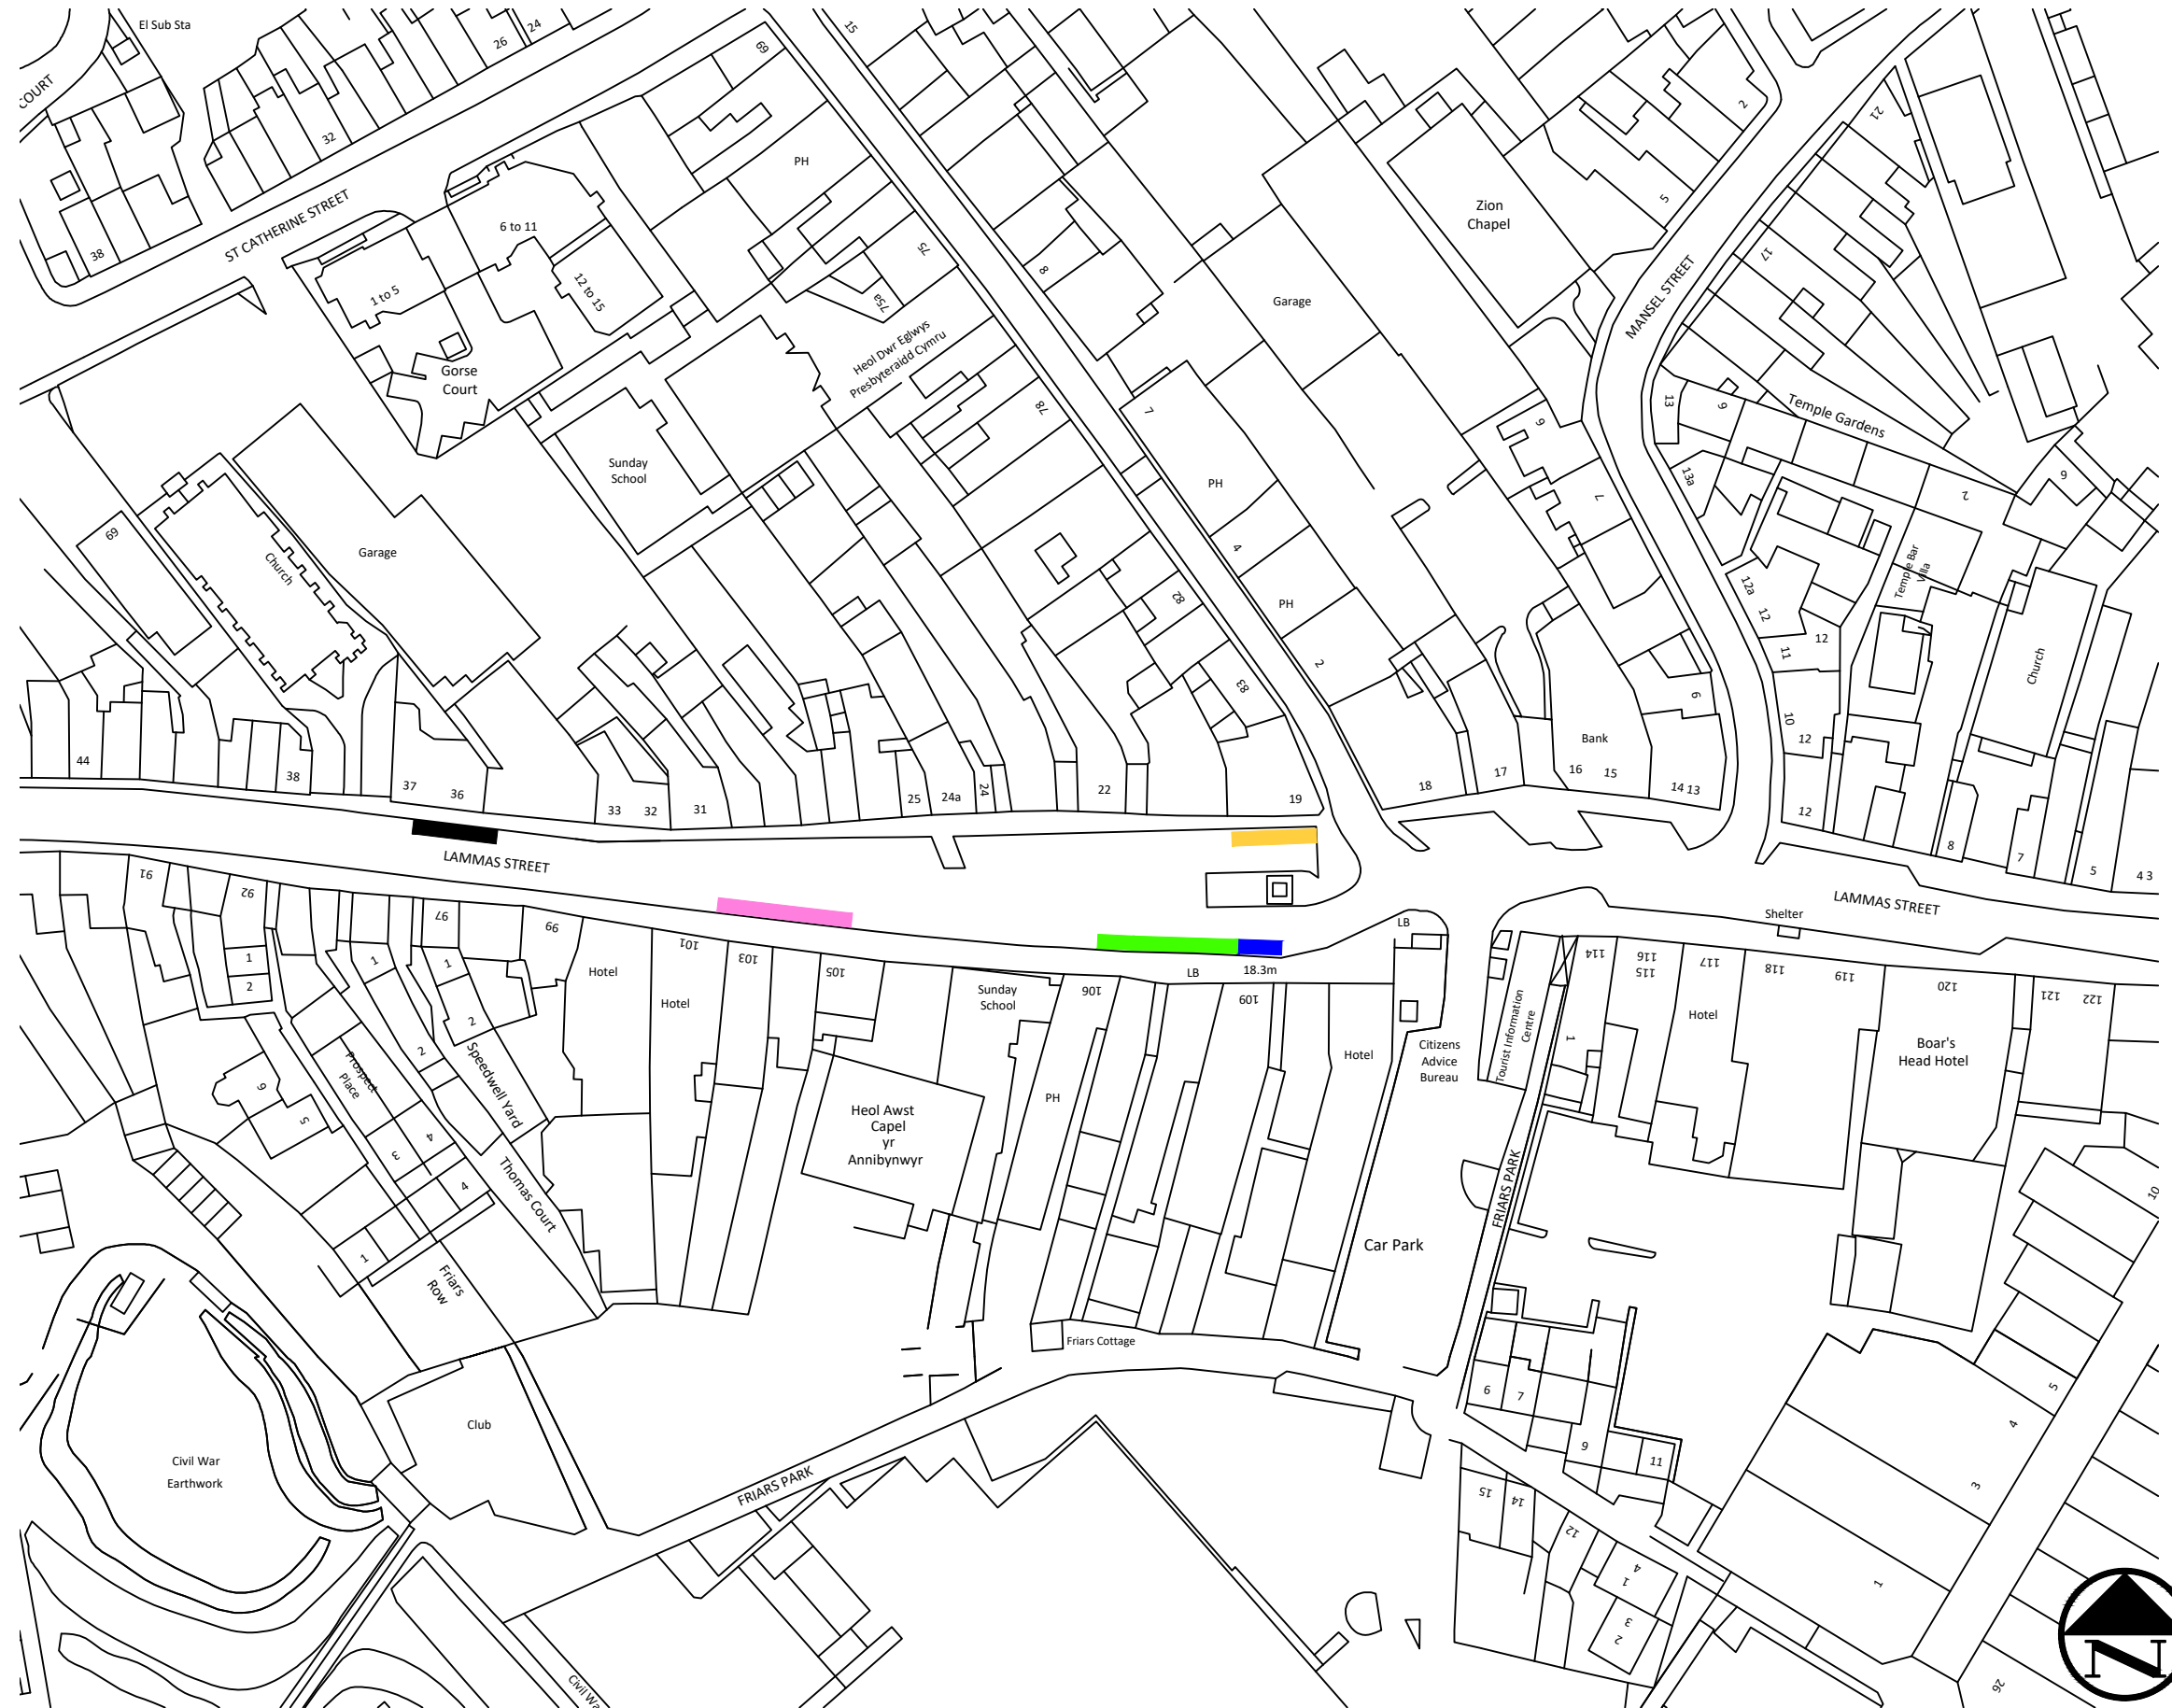 El Sub Sta
COURT
24
26
32
38
ST CATHERINE STREET
69
15
PH
6 to 11
12 to 15
1 to 5
75
75a
8
Garage
Zion
Chapel
2
5
21
17
MANSEL STREET
Heol Dwr Eglwys
Presbyteraidd Cymru
Gorse
Court
78
7
9
13
9
Temple Gardens
13a
2
9
Sunday
School
PH
4
7
69
Church
Garage
82
PH
2
83
12a
12
12
11
Temple Bar
Villa
Church
6
10
12
12
44
38
37
36
33
32
31
25
24a
24
22
19
18
17
Bank
16
15
14 13
8
7
5
4 3
LAMMAS STREET
LAMMAS STREET
Shelter
LB
LB
18.3m
91
92
1
2
97
1
1
2
2
99
Hotel
101
Hotel
103
105
Sunday
School
106
109
Hotel
Citizens
Advice
Bureau
Tourist Information
Centre
1
114
116
115
117
Hotel
118
119
120
Boar's
Head Hotel
121
122
Prospect
Place
Speedwell Yard
6
5
4
3
4
1
Thomas Court
Friars
Row
Heol Awst
Capel
yr
Annibynwyr
PH
Car Park
FRIARS PARK
Friars Cottage
10
5
4
3
1
6
7
9
11
15
14
12
4
1
3
2
26
Club
Civil War
Earthwork
FRIARS PARK
Civil Wa
N